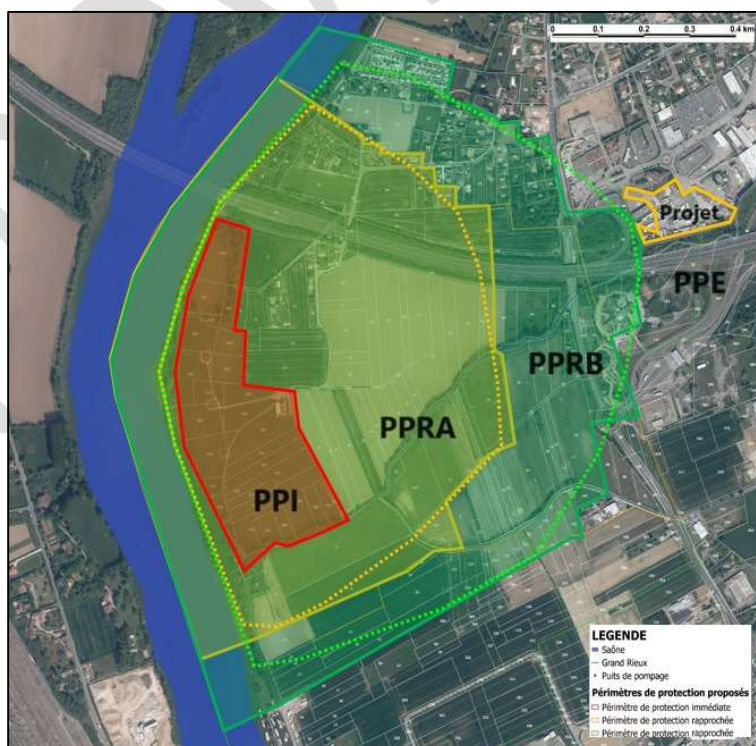 0 0.1 0.2 0.3 0.4 km
Projet
PPE
PPRB
PPRA
PPI
LEGENDE
Saône
Grand Rieux
Puits de pompage
Périmètres de protection proposés
Périmètre de protection immédiate
Périmètre de protection rapprochée
Périmètre de protection rapprochée